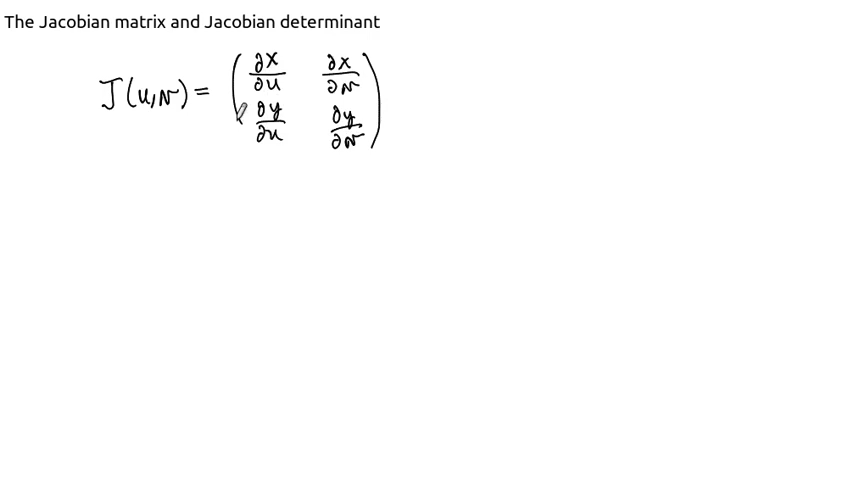 The Jacobian matrix and Jacobian determinant
J(u,v) = ( ∂x/∂u ∂x/∂v
∂y/∂u ∂y/∂v )